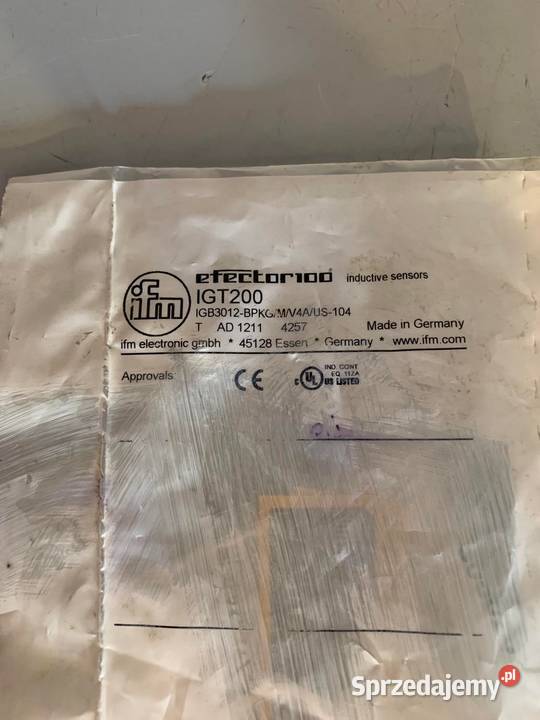 ifm
efector100 inductive sensors
IGT200
IGB3012-BPKG/M/V4A/US-104
T AD 1211 4257 Made in Germany
ifm electronic gmbh * 45128 Essen * Germany * www.ifm.com
Approvals: CE c UL US LISTED
IND. CONT.
EQ. 11ZA
Sprzedajemy.pl